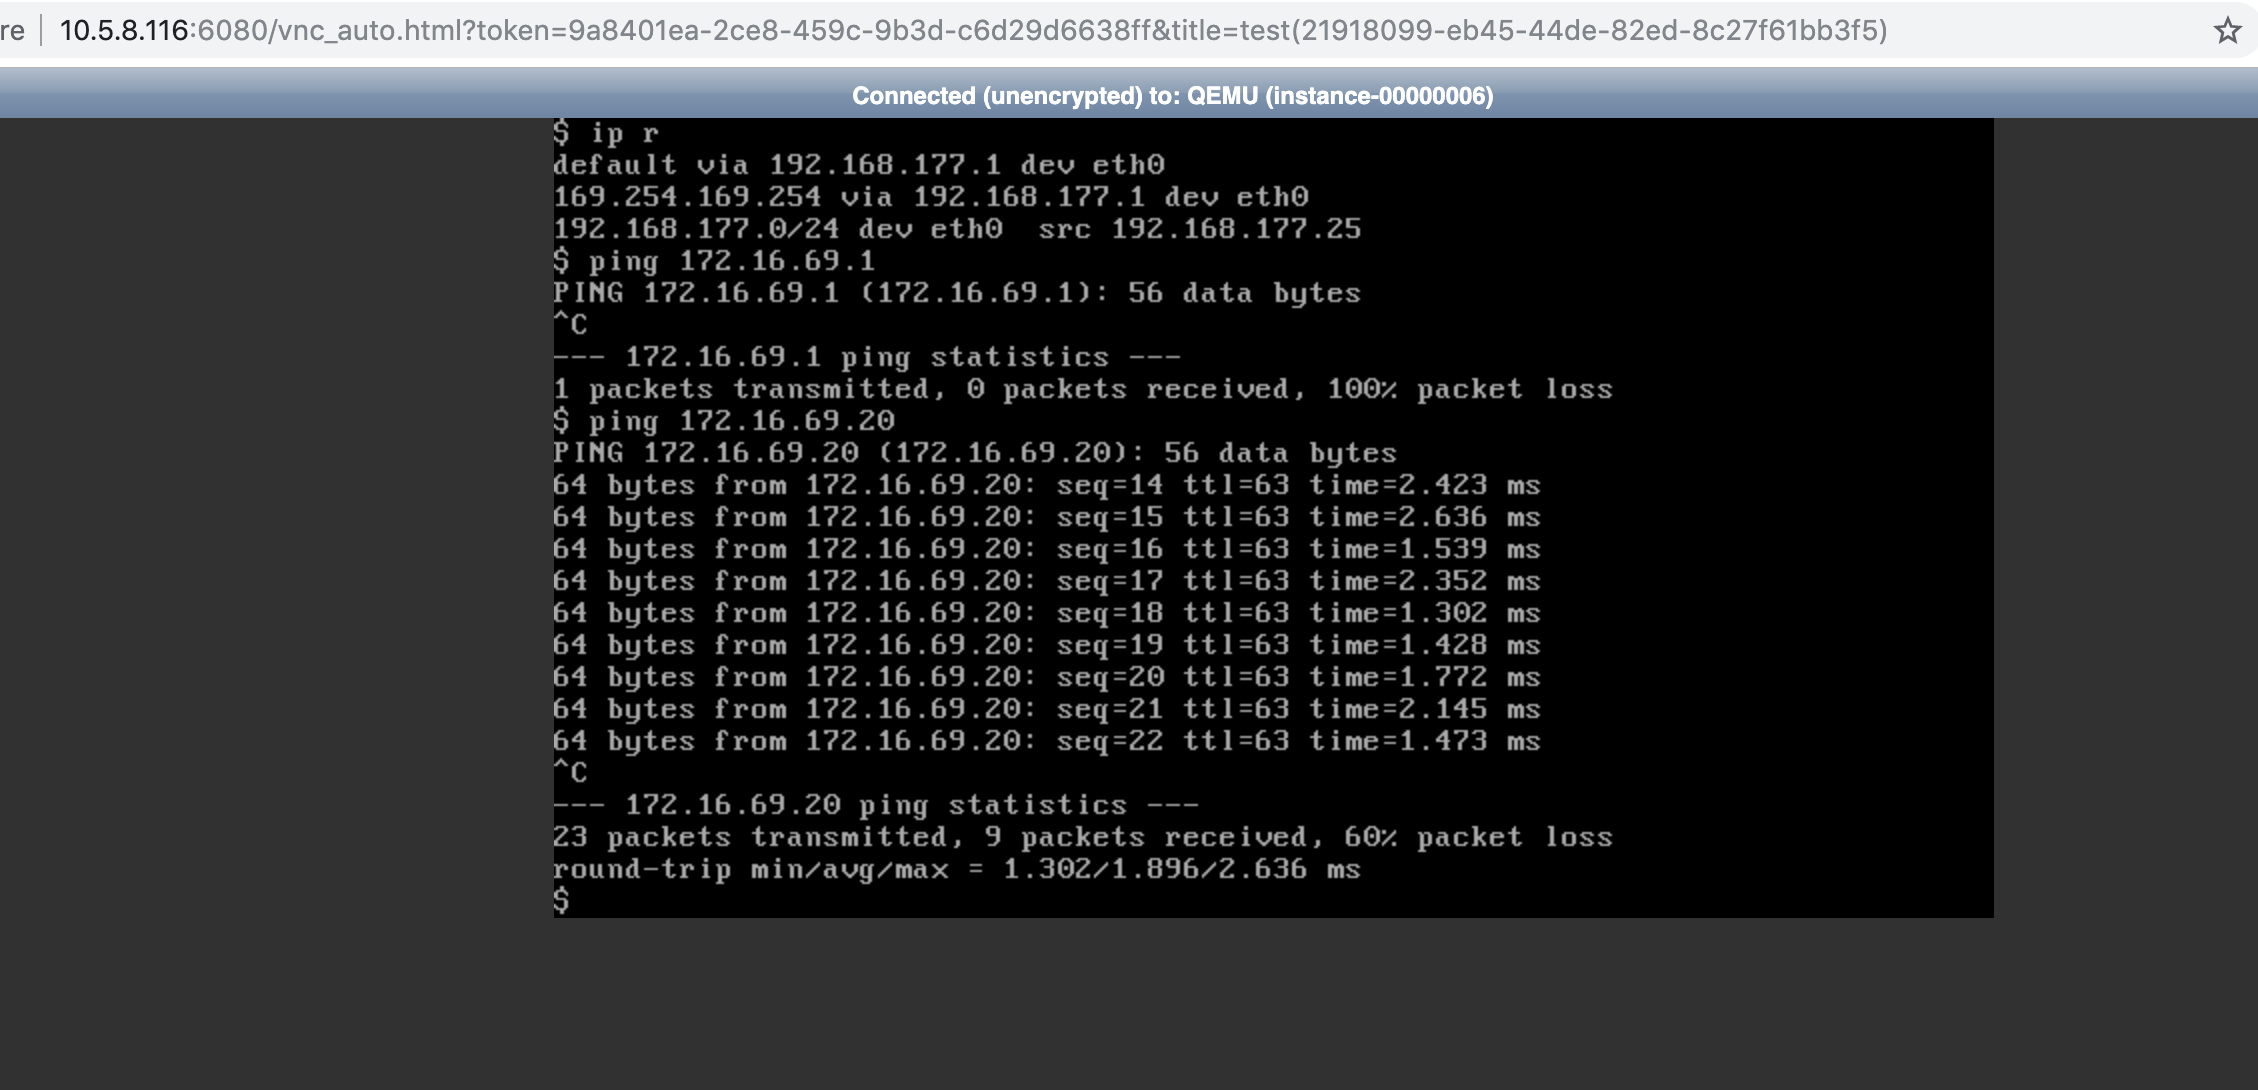 re | 10.5.8.116:6080/vnc_auto.html?token=9a8401ea-2ce8-459c-9b3d-c6d29d6638ff&title=test(21918099-eb45-44de-82ed-8c27f61bb3f5)
Connected (unencrypted) to: QEMU (instance-00000006)
$ ip r
default via 192.168.177.1 dev eth0
169.254.169.254 via 192.168.177.1 dev eth0
192.168.177.0/24 dev eth0  src 192.168.177.25
$ ping 172.16.69.1
PING 172.16.69.1 (172.16.69.1): 56 data bytes
^C
--- 172.16.69.1 ping statistics ---
1 packets transmitted, 0 packets received, 100% packet loss
$ ping 172.16.69.20
PING 172.16.69.20 (172.16.69.20): 56 data bytes
64 bytes from 172.16.69.20: seq=14 ttl=63 time=2.423 ms
64 bytes from 172.16.69.20: seq=15 ttl=63 time=2.636 ms
64 bytes from 172.16.69.20: seq=16 ttl=63 time=1.539 ms
64 bytes from 172.16.69.20: seq=17 ttl=63 time=2.352 ms
64 bytes from 172.16.69.20: seq=18 ttl=63 time=1.302 ms
64 bytes from 172.16.69.20: seq=19 ttl=63 time=1.428 ms
64 bytes from 172.16.69.20: seq=20 ttl=63 time=1.772 ms
64 bytes from 172.16.69.20: seq=21 ttl=63 time=2.145 ms
64 bytes from 172.16.69.20: seq=22 ttl=63 time=1.473 ms
^C
--- 172.16.69.20 ping statistics ---
23 packets transmitted, 9 packets received, 60% packet loss
round-trip min/avg/max = 1.302/1.896/2.636 ms
$